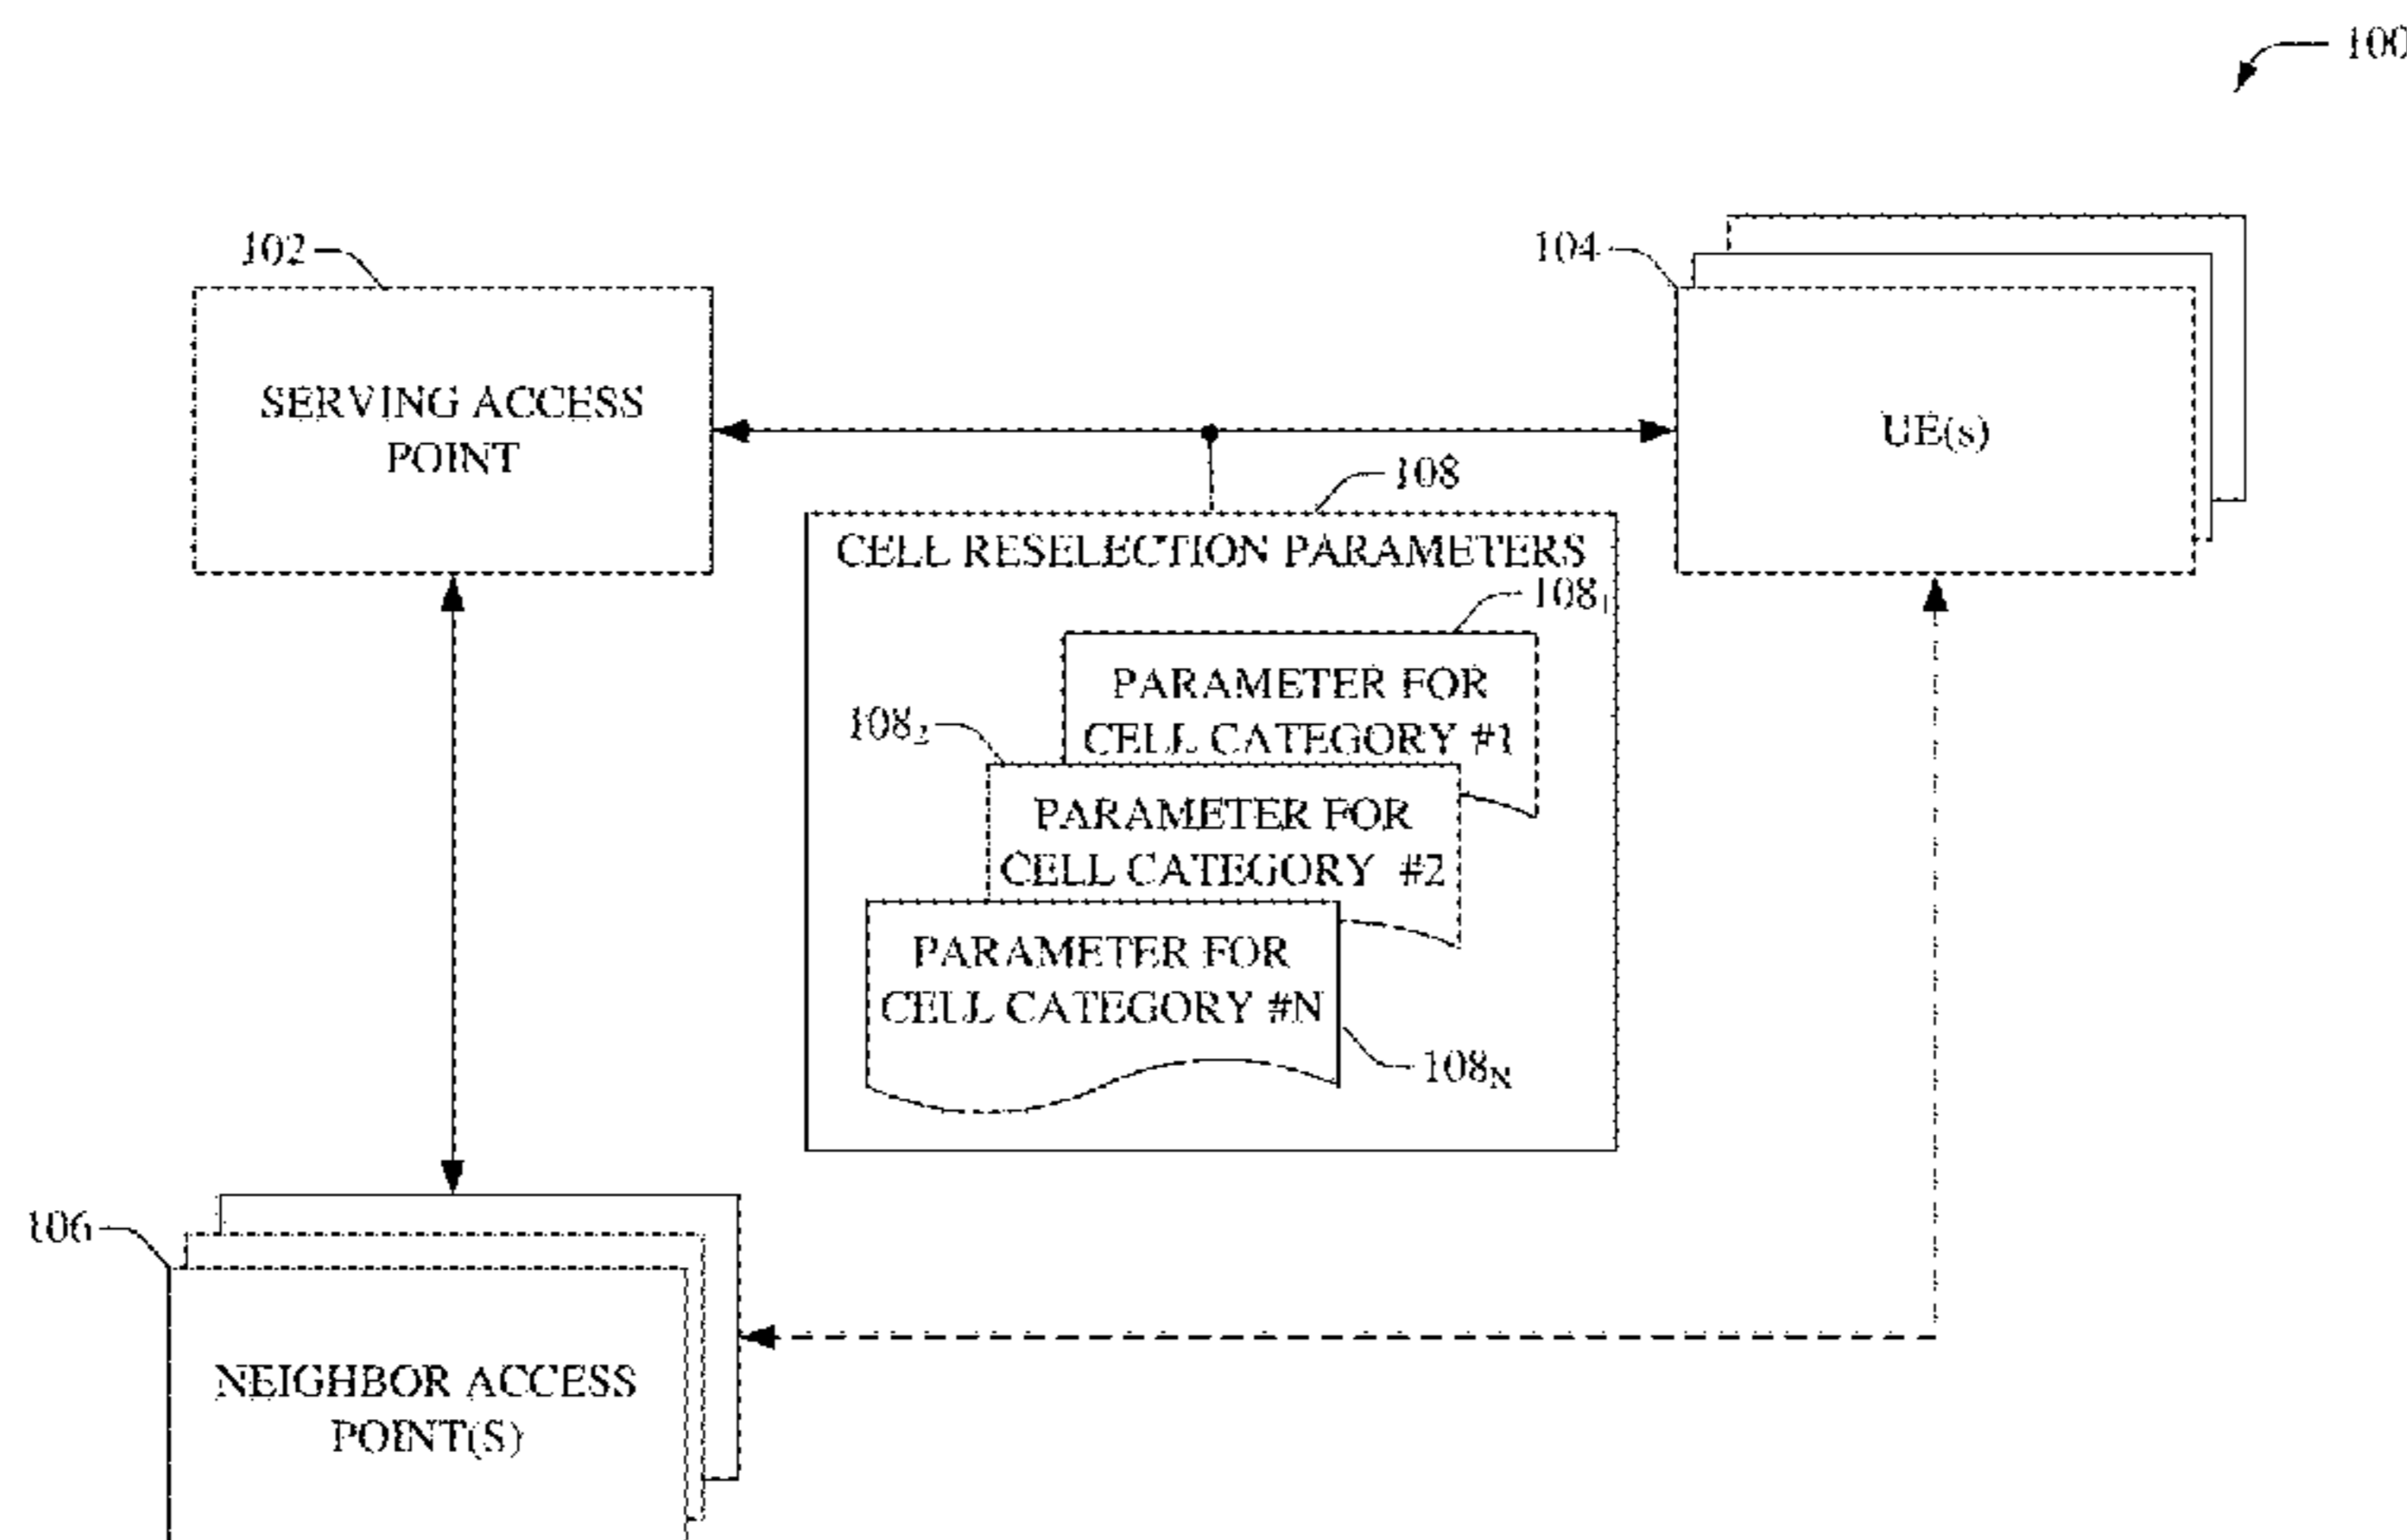 100
102
104
SERVING ACCESS
POINT
UE(s)
108
CELL RESELECTION PARAMETERS
108₁
PARAMETER FOR
CELL CATEGORY #1
108₂
PARAMETER FOR
CELL CATEGORY #2
PARAMETER FOR
CELL CATEGORY #N
108N
106
NEIGHBOR ACCESS
POINT(S)